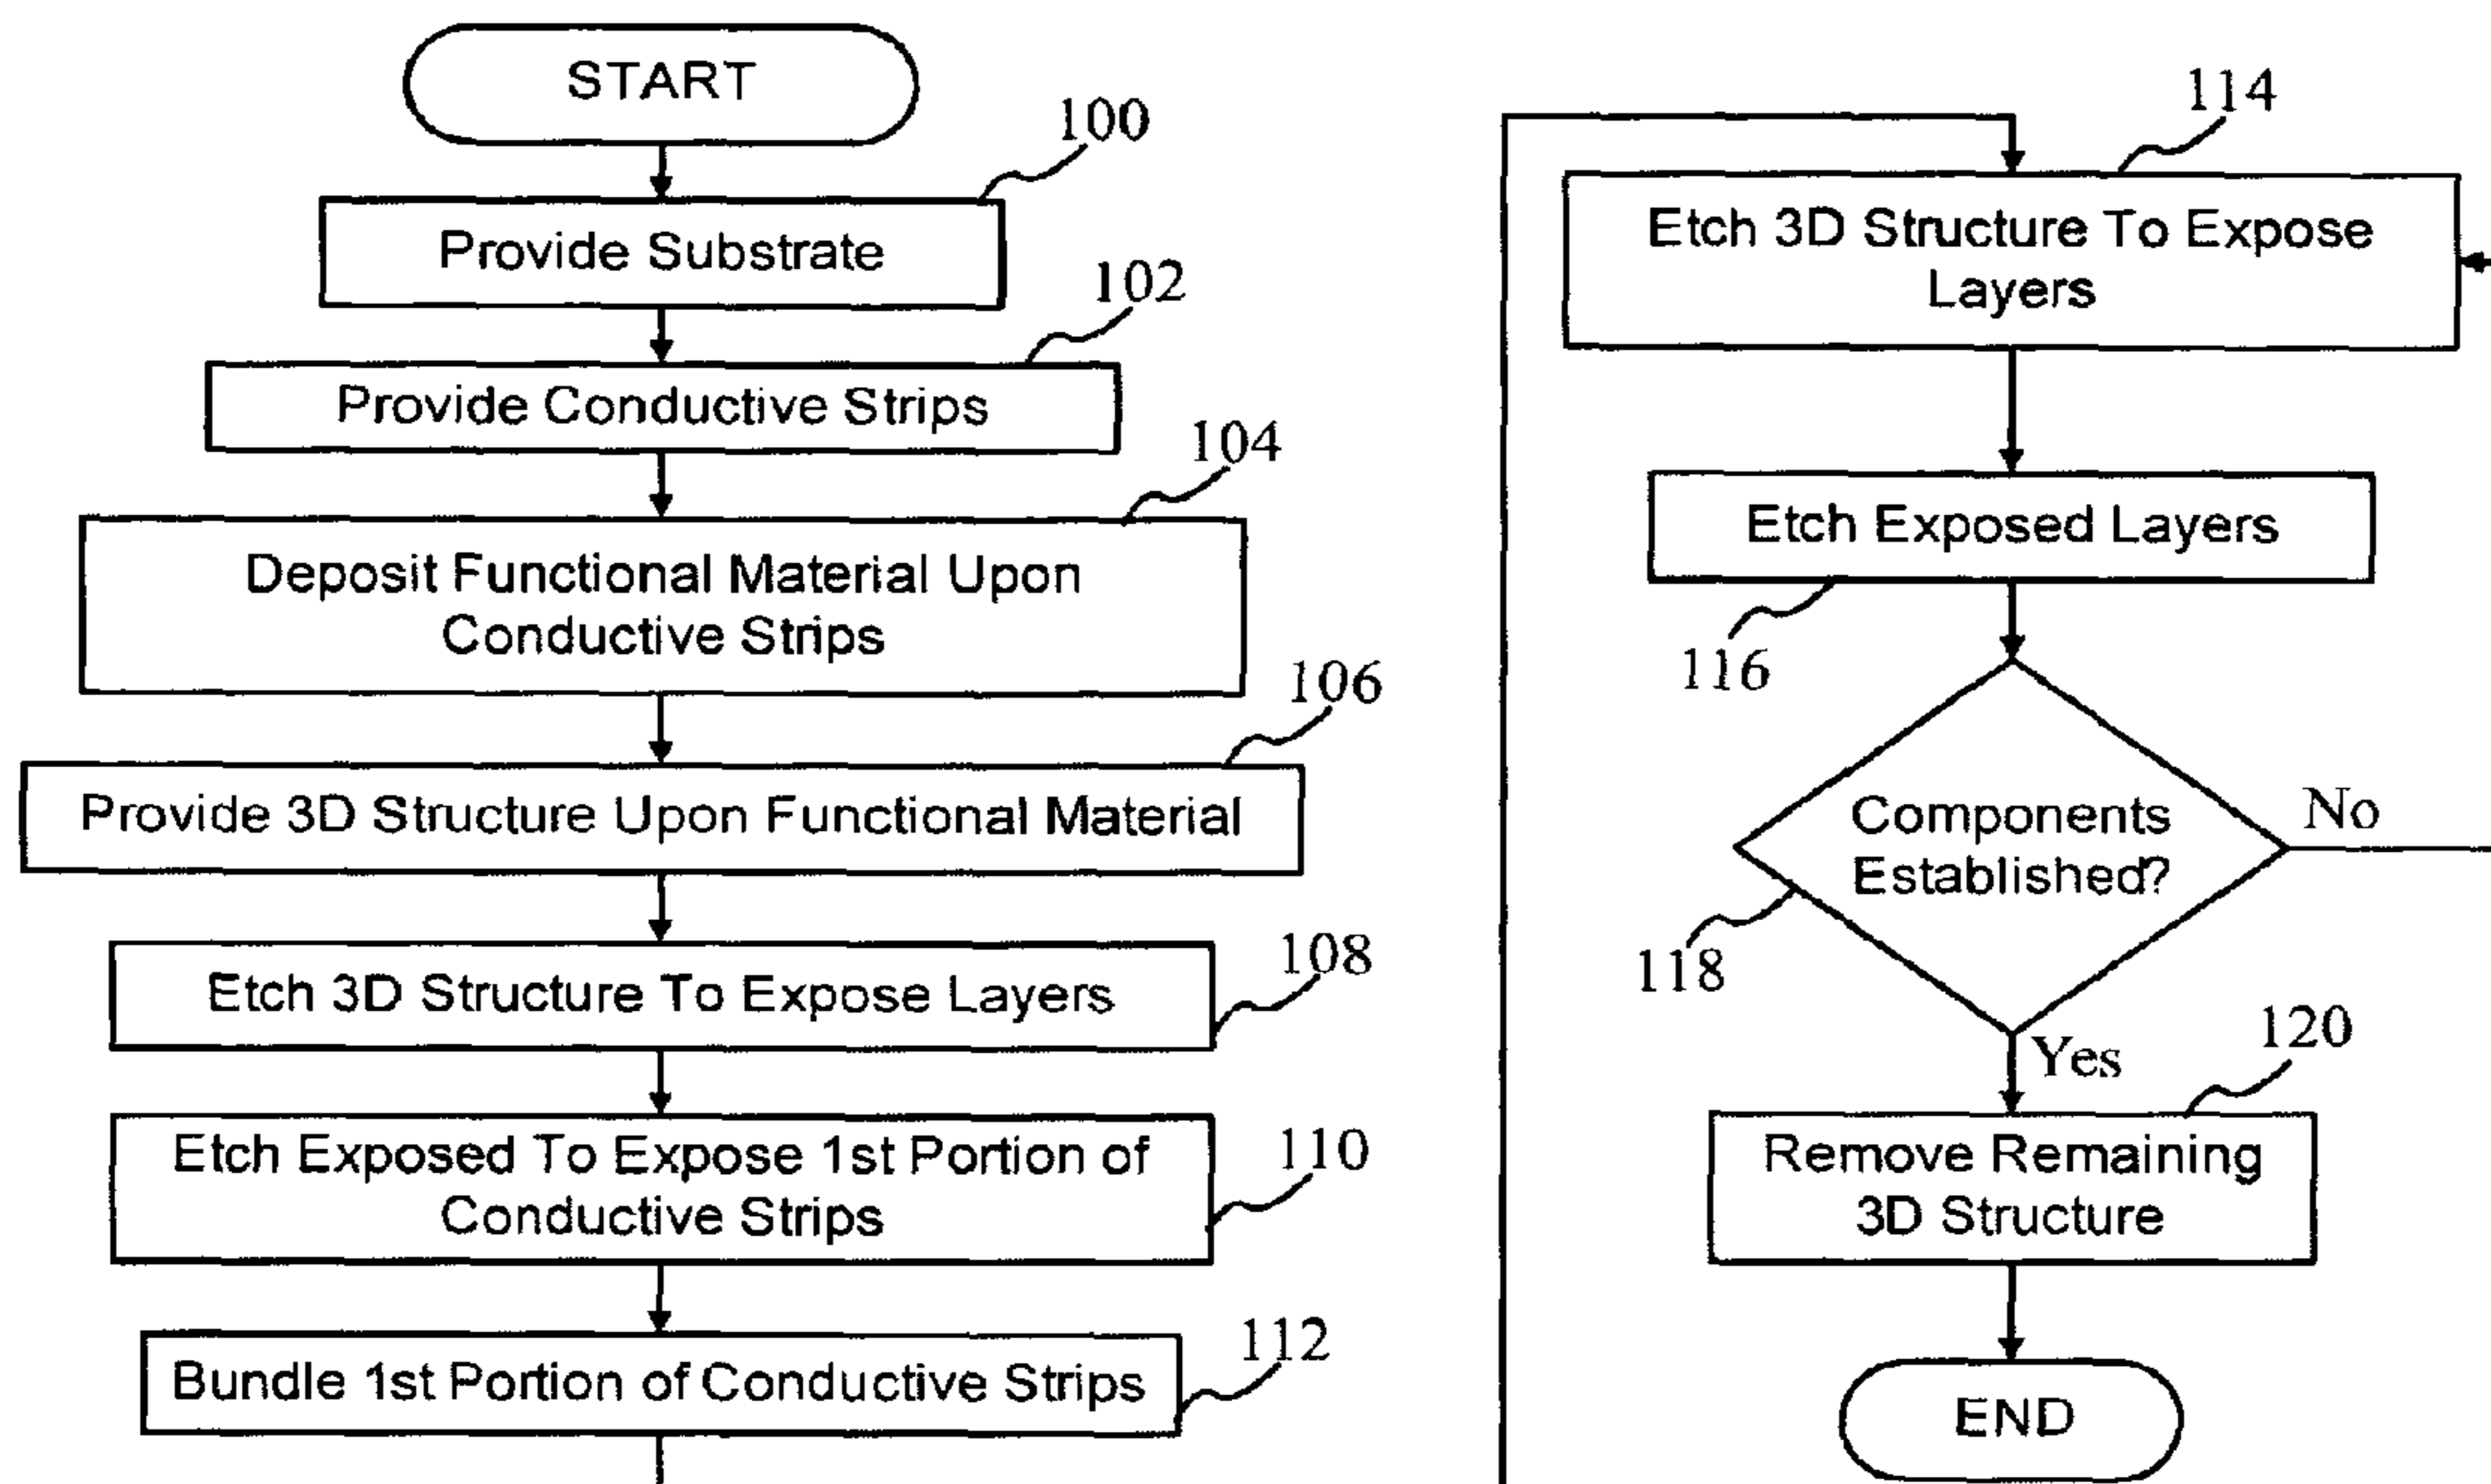 START
100
Provide Substrate
102
Provide Conductive Strips
104
Deposit Functional Material Upon
Conductive Strips
106
Provide 3D Structure Upon Functional Material
108
Etch 3D Structure To Expose Layers
110
Etch Exposed To Expose 1st Portion of
Conductive Strips
112
Bundle 1st Portion of Conductive Strips
114
Etch 3D Structure To Expose
Layers
Etch Exposed Layers
116
Components
Established?
No
118
Yes
120
Remove Remaining
3D Structure
END